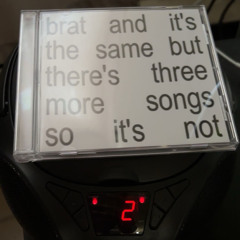 brat and it's
the same but
there's three
more songs
so it's not
2